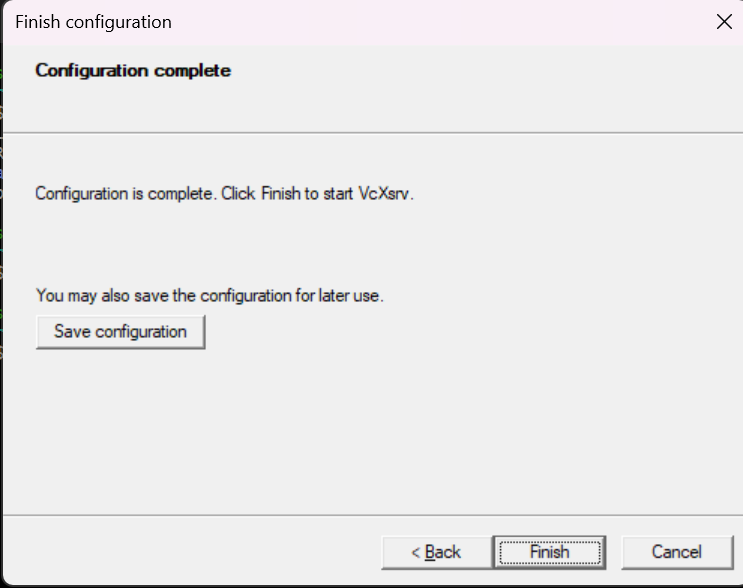 Finish configuration
Configuration complete
Configuration is complete. Click Finish to start VcXsrv.
You may also save the configuration for later use.
Save configuration
< Back
Finish
Cancel